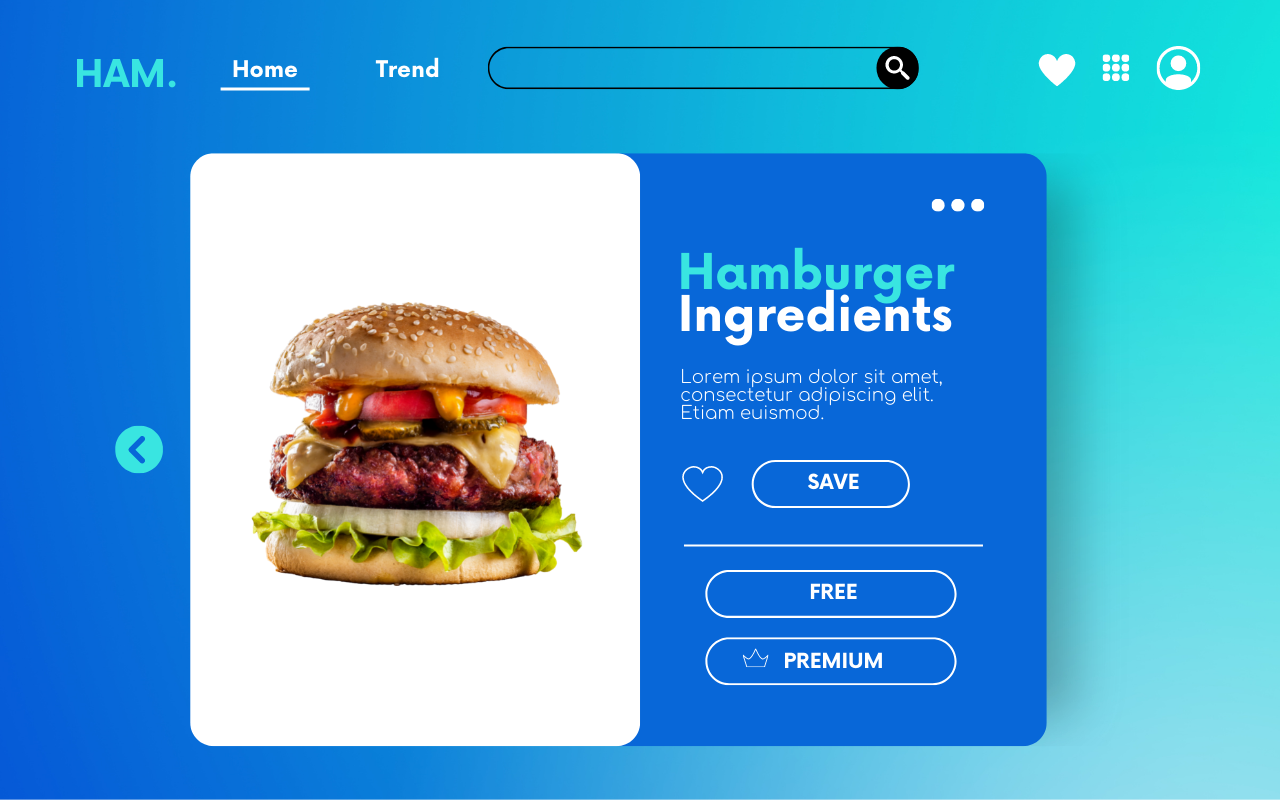 HAM.
Home
Trend
Hamburger
Ingredients
Lorem ipsum dolor sit amet,
consectetur adipiscing elit.
Etiam euismod.
SAVE
FREE
PREMIUM